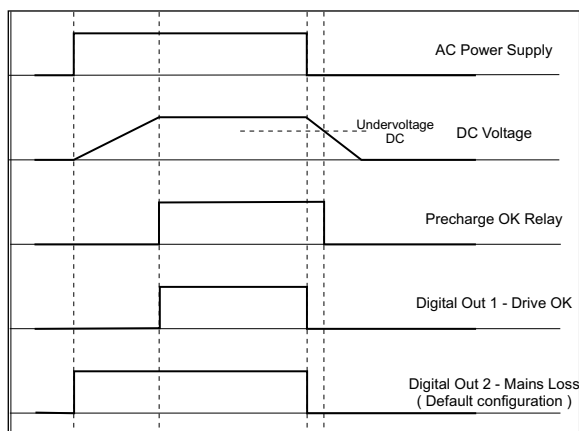 AC Power Supply
Undervoltage
DC
DC Voltage
Precharge OK Relay
Digital Out 1 - Drive OK
Digital Out 2 - Mains Loss
( Default configuration )